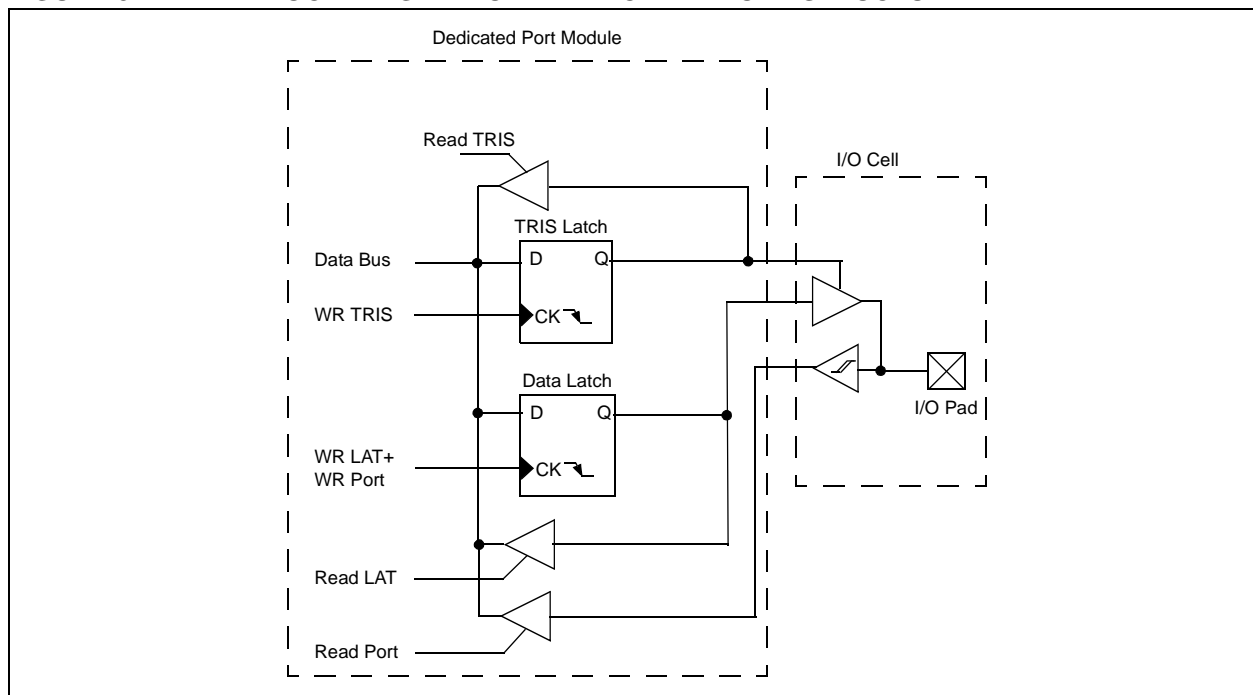 Dedicated Port Module
Read TRIS
I/O Cell
TRIS Latch
Data Bus
D
Q
WR TRIS
CK
Data Latch
D
Q
I/O Pad
WR LAT+
WR Port
CK
Read LAT
Read Port